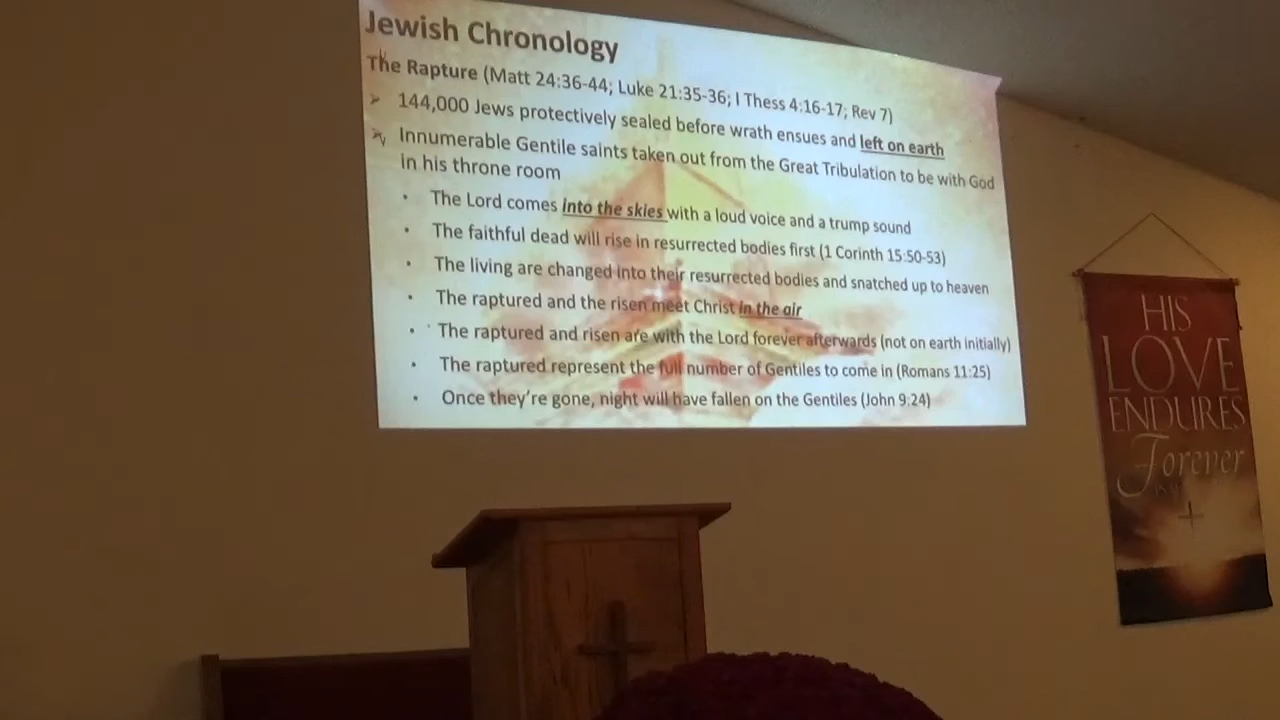 Jewish Chronology
The Rapture (Matt 24:36-44; Luke 21:35-36; I Thess 4:16-17; Rev 7)
144,000 Jews protectively sealed before wrath ensues and left on earth
Innumerable Gentile saints taken out from the Great Tribulation to be with God
in his throne room
The Lord comes into the skies with a loud voice and a trump sound
The faithful dead will rise in resurrected bodies first (1 Corinth 15:50-53)
The living are changed into their resurrected bodies and snatched up to heaven
The raptured and the risen meet Christ in the air
The raptured and risen are with the Lord forever afterwards (not on earth initially)
The raptured represent the full number of Gentiles to come in (Romans 11:25)
Once they're gone, night will have fallen on the Gentiles (John 9:24)
HIS
LOVE
ENDURES
Forever